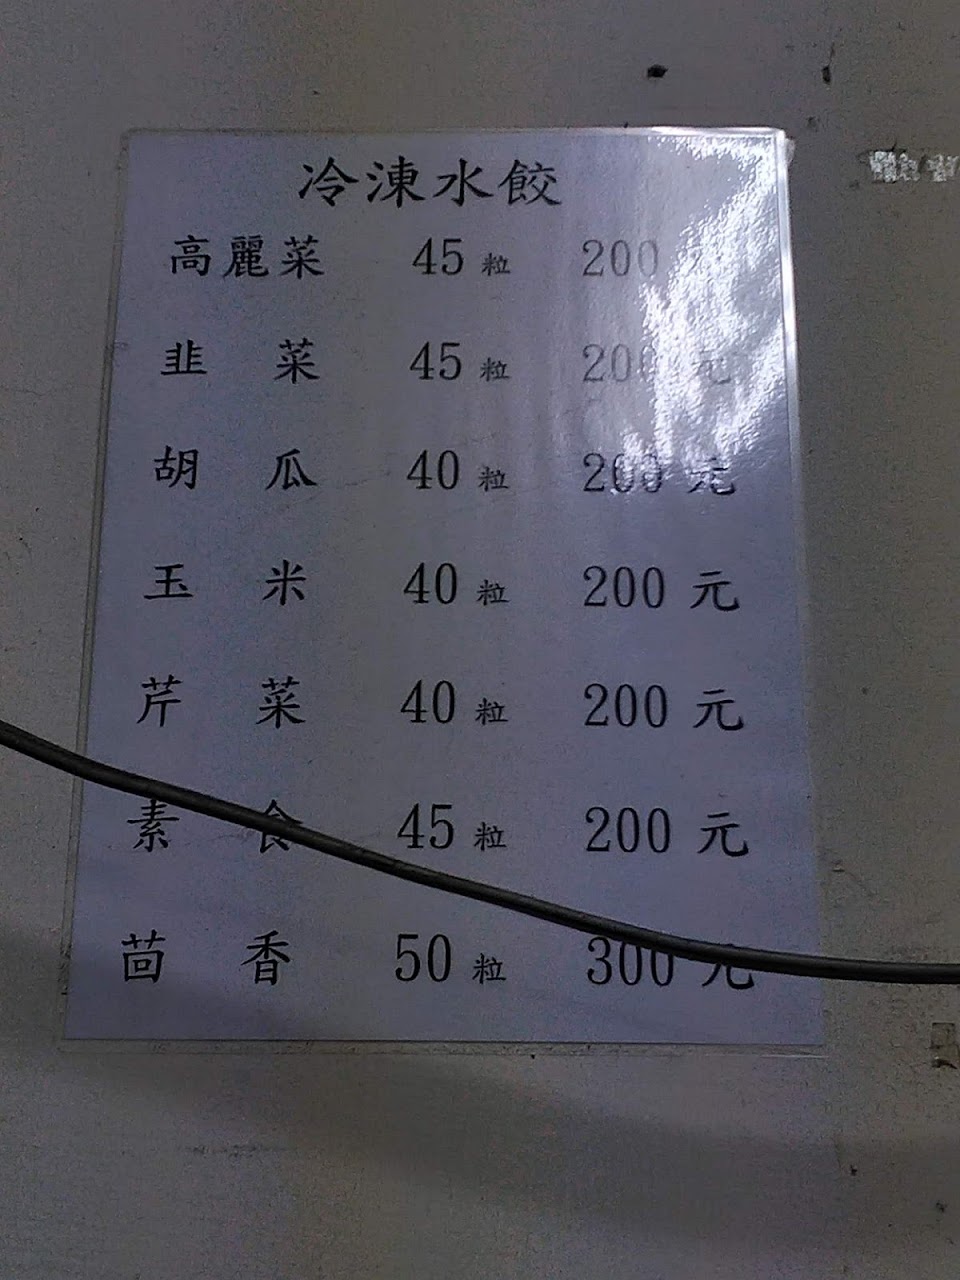 冷涷水餃
高麗菜 45 粒 200 元
韭菜 45 粒 200 元
胡瓜 40 粒 200 元
玉米 40 粒 200 元
芹菜 40 粒 200 元
素食 45 粒 200 元
茴香 50 粒 300 元